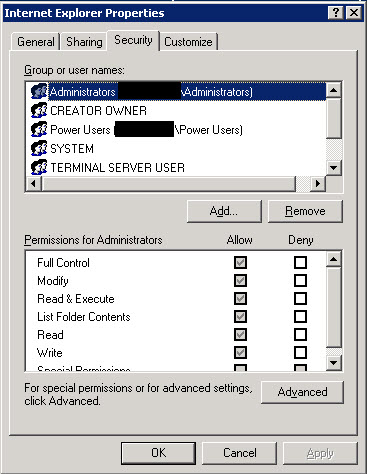 Internet Explorer Properties
General Sharing Security Customize
Group or user names:
Administrators \Administrators)
CREATOR OWNER
Power Users ( \Power Users)
SYSTEM
TERMINAL SERVER USER
Add... Remove
Permissions for Administrators Allow Deny
Full Control
Modify
Read & Execute
List Folder Contents
Read
Write
Special Permissions
For special permissions or for advanced settings,
click Advanced.
Advanced
OK Cancel Apply